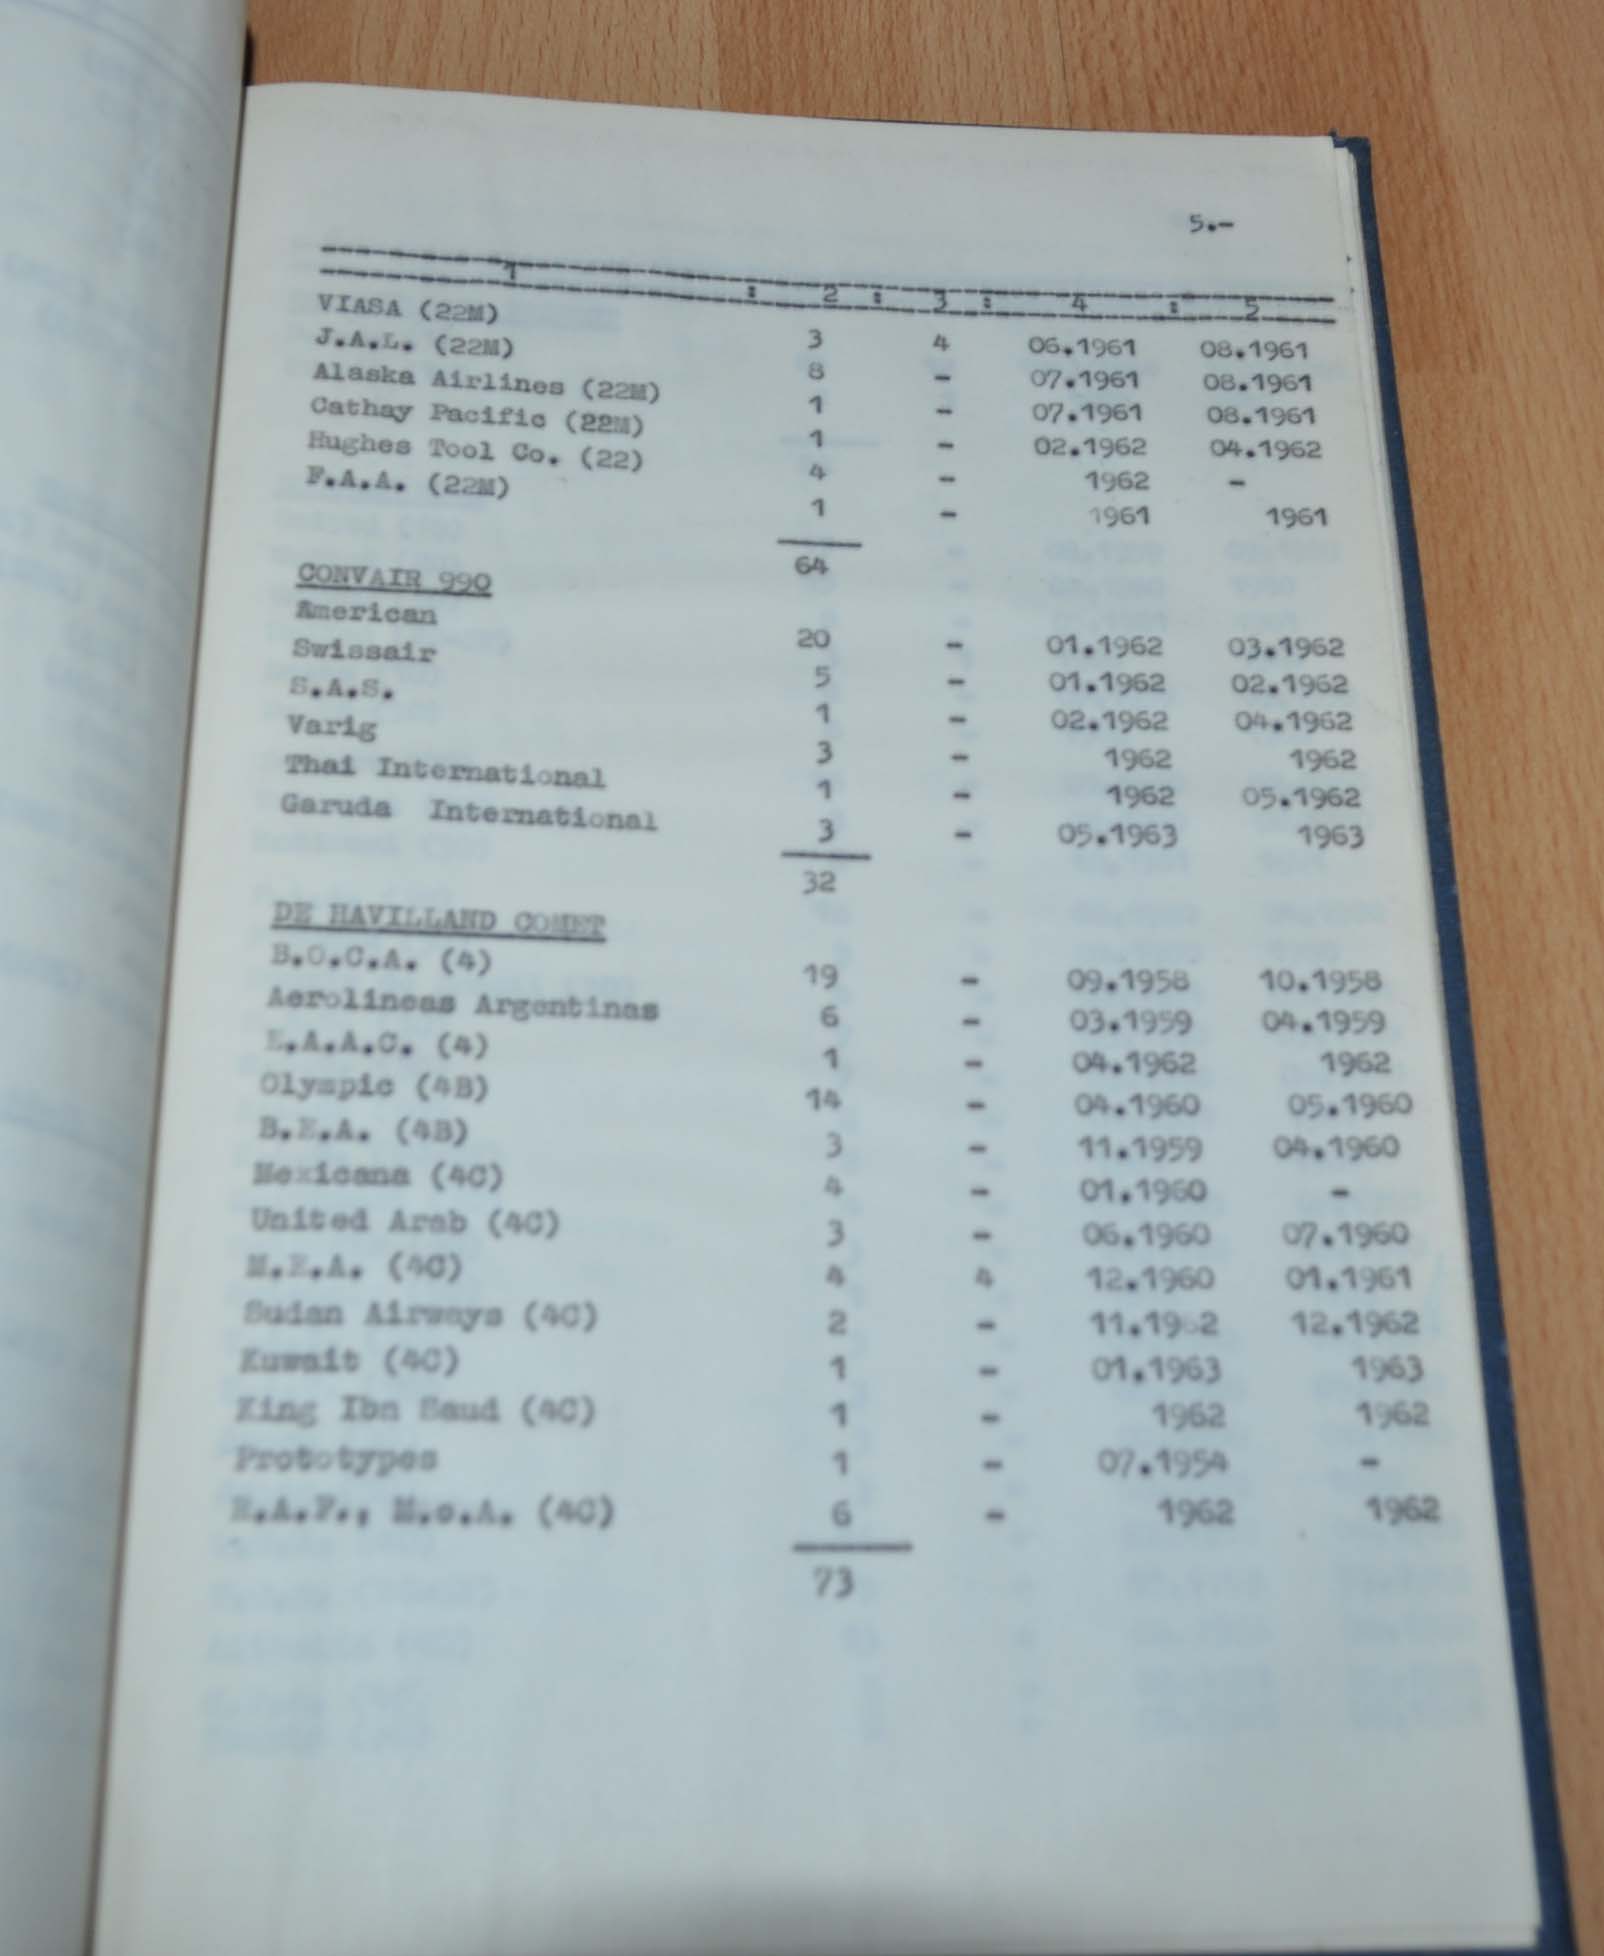 5.-
1 : 2 : 3 : 4 : 5
VIASA (22M) 3 4 06.1961 08.1961
J.A.L. (22M) 8 - 07.1961 08.1961
Alaska Airlines (22M) 1 - 07.1961 08.1961
Cathay Pacific (22M) 1 - 02.1962 04.1962
Hughes Tool Co. (22) 4 - 1962 -
F.A.A. (22M) 1 - 1961 1961
64
CONVAIR 990
American 20 - 01.1962 03.1962
Swissair 5 - 01.1962 02.1962
S.A.S. 1 - 02.1962 04.1962
Varig 3 - 1962 1962
Thai International 1 - 1962 05.1962
Garuda International 3 - 05.1963 1963
32
DE HAVILLAND COMET
B.O.C.A. (4) 19 - 09.1958 10.1958
Aerolineas Argentinas 6 - 03.1959 04.1959
E.A.A.C. (4) 1 - 04.1962 1962
Olympic (4B) 14 - 04.1960 05.1960
B.E.A. (4B) 3 - 11.1959 04.1960
Mexicana (4C) 4 - 01.1960 -
United Arab (4C) 3 - 06.1960 07.1960
M.E.A. (4C) 4 4 12.1960 01.1961
Sudan Airways (4C) 2 - 11.1962 12.1962
Kuwait (4C) 1 - 01.1963 1963
King Ibn Saud (4C) 1 - 1962 1962
Prototypes 1 - 07.1954 -
R.A.F., M.o.A. (4C) 6 - 1962 1962
73